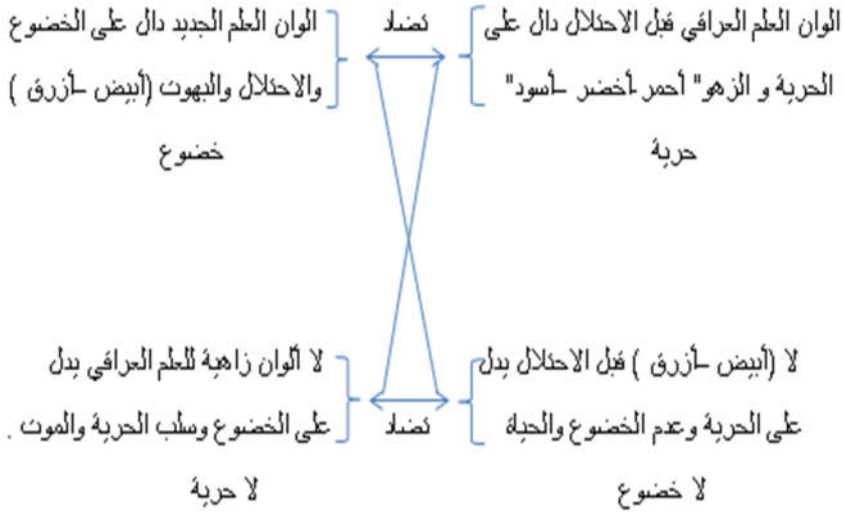 الوان العلم العراقي قبل الاحتلال دال على
الحرية و الزهو" أحمر -أخضر -أسود"
حرية
تضاد
الوان العلم الجديد دال على الخضوع
والاحتلال والبهوت (أبيض -أزرق )
خضوع
لا (أبيض -أزرق ) قبل الاحتلال يدل
على الحرية وعدم الخضوع والحياة
لا خضوع
تضاد
لا ألوان زاهية للعلم العراقي يدل
على الخضوع وسلب الحرية والموت .
لا حرية